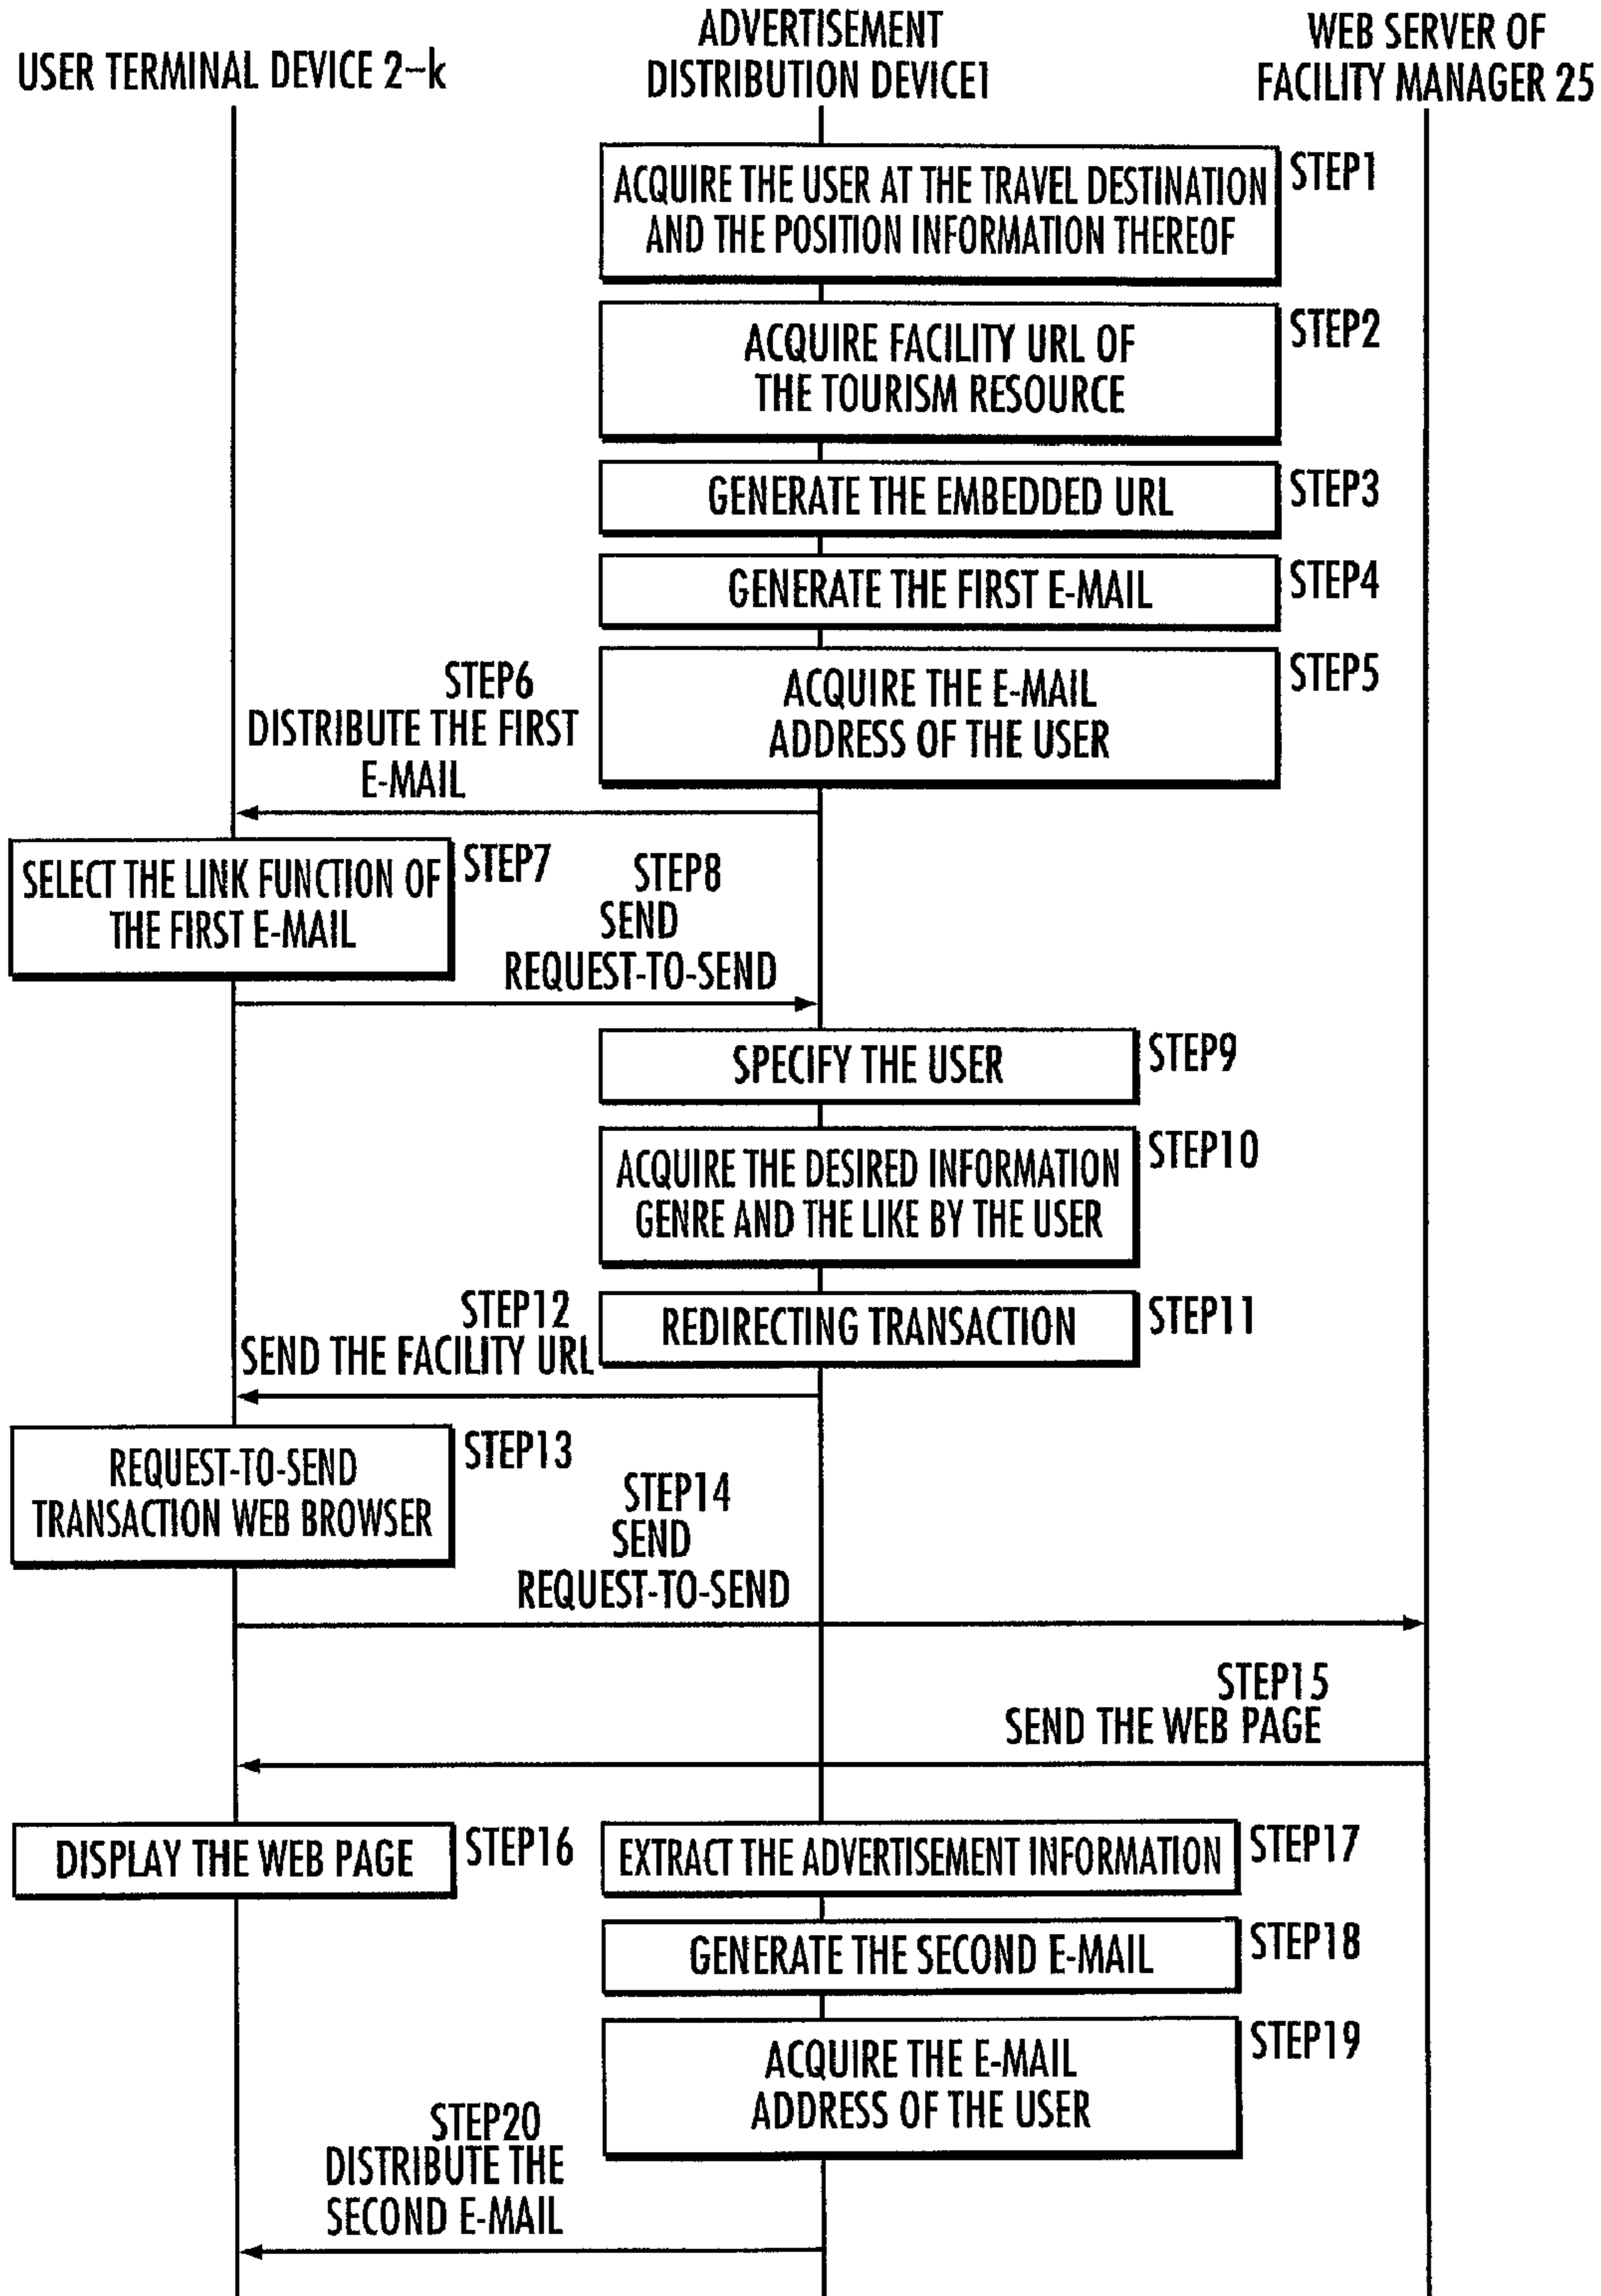 USER TERMINAL DEVICE 2-k
ADVERTISEMENT
DISTRIBUTION DEVICE1
WEB SERVER OF
FACILITY MANAGER 25
ACQUIRE THE USER AT THE TRAVEL DESTINATION
AND THE POSITION INFORMATION THEREOF
STEP1
ACQUIRE FACILITY URL OF
THE TOURISM RESOURCE
STEP2
GENERATE THE EMBEDDED URL
STEP3
GENERATE THE FIRST E-MAIL
STEP4
ACQUIRE THE E-MAIL
ADDRESS OF THE USER
STEP5
STEP6
DISTRIBUTE THE FIRST
E-MAIL
SELECT THE LINK FUNCTION OF
THE FIRST E-MAIL
STEP7
STEP8
SEND
REQUEST-TO-SEND
SPECIFY THE USER
STEP9
ACQUIRE THE DESIRED INFORMATION
GENRE AND THE LIKE BY THE USER
STEP10
REDIRECTING TRANSACTION
STEP11
STEP12
SEND THE FACILITY URL
REQUEST-TO-SEND
TRANSACTION WEB BROWSER
STEP13
STEP14
SEND
REQUEST-TO-SEND
STEP15
SEND THE WEB PAGE
DISPLAY THE WEB PAGE
STEP16
EXTRACT THE ADVERTISEMENT INFORMATION
STEP17
GENERATE THE SECOND E-MAIL
STEP18
ACQUIRE THE E-MAIL
ADDRESS OF THE USER
STEP19
STEP20
DISTRIBUTE THE
SECOND E-MAIL